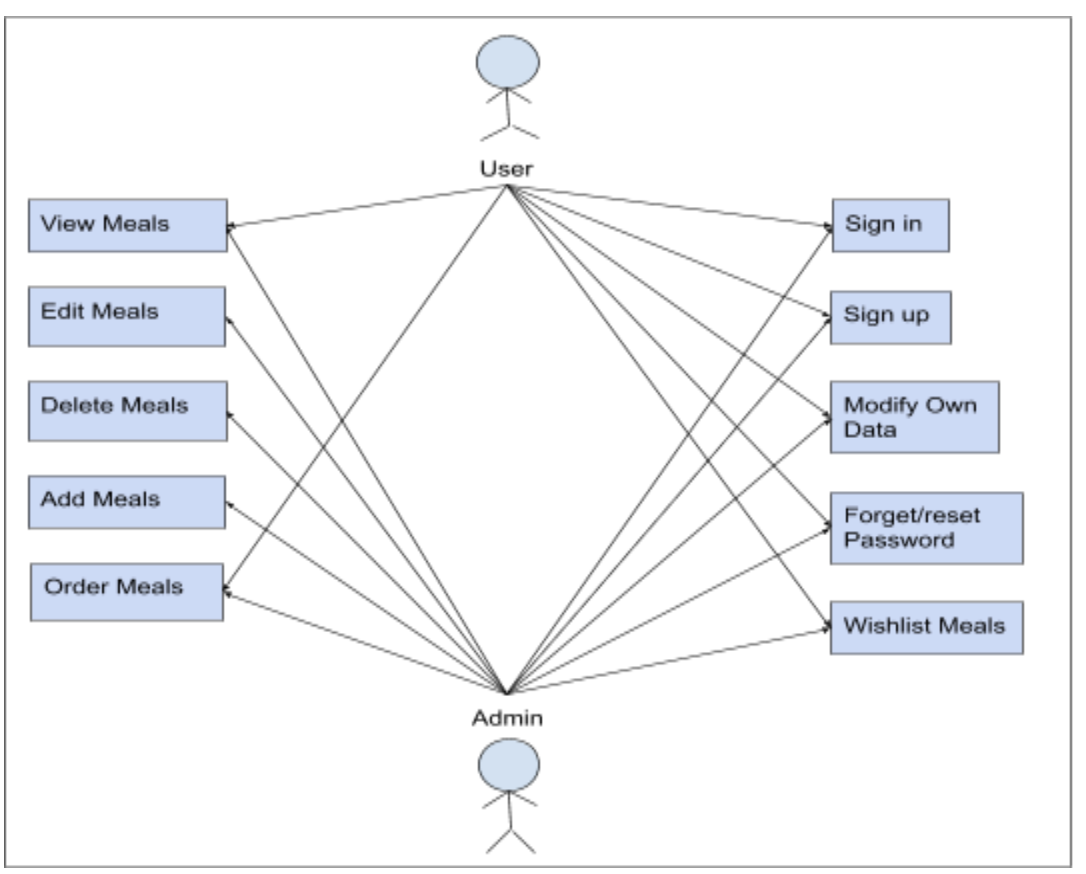 User
View Meals
Edit Meals
Delete Meals
Add Meals
Order Meals
Sign in
Sign up
Modify Own
Data
Forget/reset
Password
Wishlist Meals
Admin